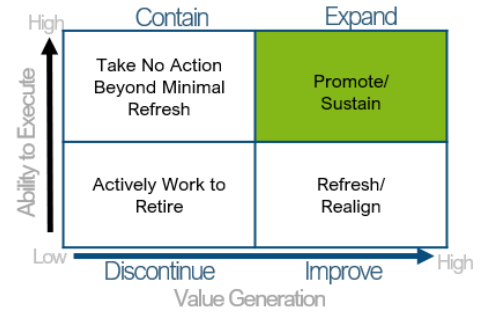 Contain
Expand
High
Take No Action
Beyond Minimal
Refresh
Promote/
Sustain
Ability to Execute
Actively Work to
Retire
Refresh/
Realign
Low
High
Discontinue
Improve
Value Generation